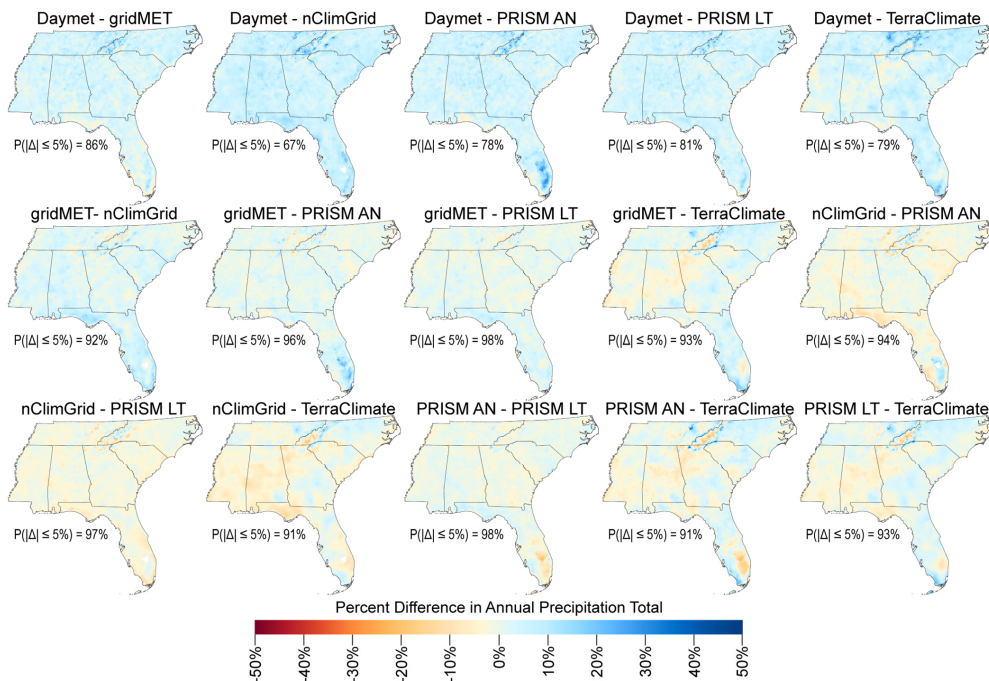 Daymet - gridMET
Daymet - nClimGrid
Daymet - PRISM AN
Daymet - PRISM LT
Daymet - TerraClimate
P(|Δ| ≤ 5%) = 86%
P(|Δ| ≤ 5%) = 67%
P(|Δ| ≤ 5%) = 78%
P(|Δ| ≤ 5%) = 81%
P(|Δ| ≤ 5%) = 79%
gridMET- nClimGrid
gridMET - PRISM AN
gridMET - PRISM LT
gridMET - TerraClimate
nClimGrid - PRISM AN
P(|Δ| ≤ 5%) = 92%
P(|Δ| ≤ 5%) = 96%
P(|Δ| ≤ 5%) = 98%
P(|Δ| ≤ 5%) = 93%
P(|Δ| ≤ 5%) = 94%
nClimGrid - PRISM LT
nClimGrid - TerraClimate
PRISM AN - PRISM LT
PRISM AN - TerraClimate
PRISM LT - TerraClimate
P(|Δ| ≤ 5%) = 97%
P(|Δ| ≤ 5%) = 91%
P(|Δ| ≤ 5%) = 98%
P(|Δ| ≤ 5%) = 91%
P(|Δ| ≤ 5%) = 93%
Percent Difference in Annual Precipitation Total
-50%
-40%
-30%
-20%
-10%
0%
10%
20%
30%
40%
50%